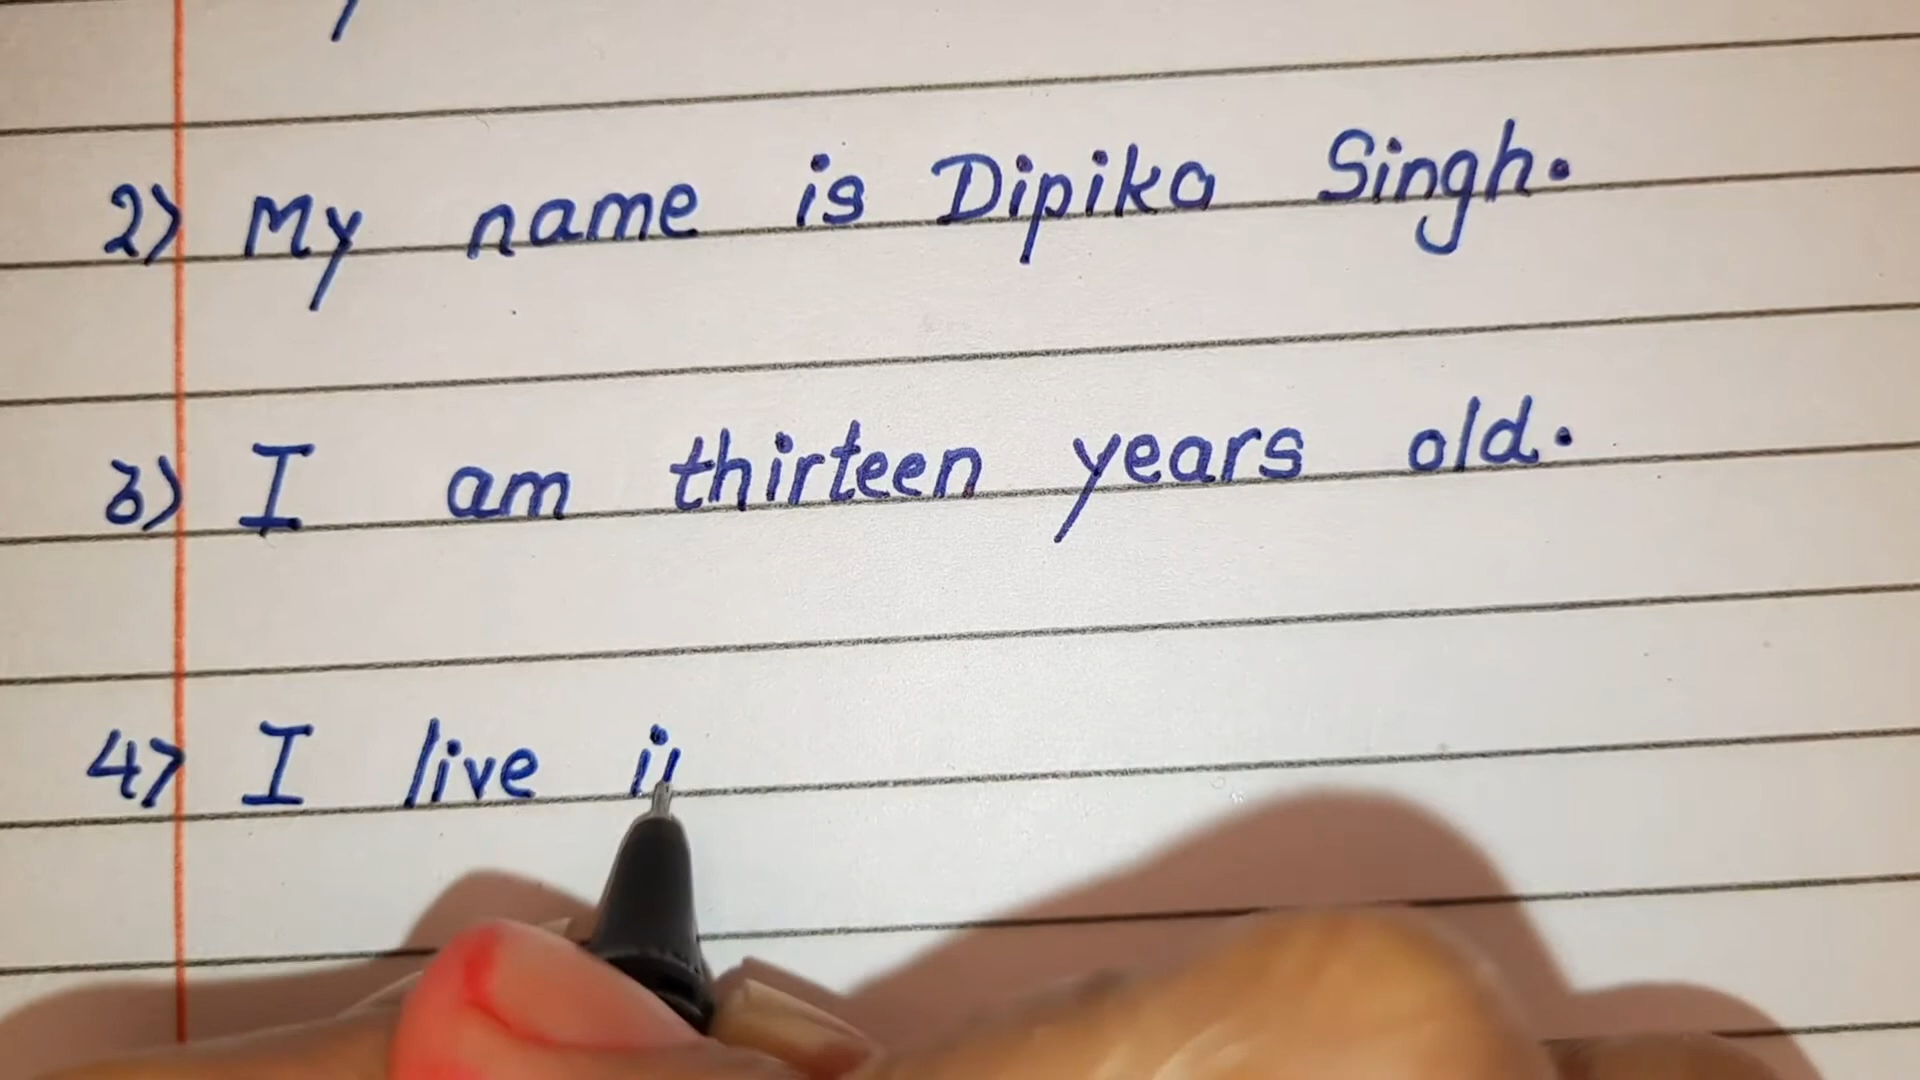 2) My name is Dipika Singh.
3) I am thirteen years old.
4) I live